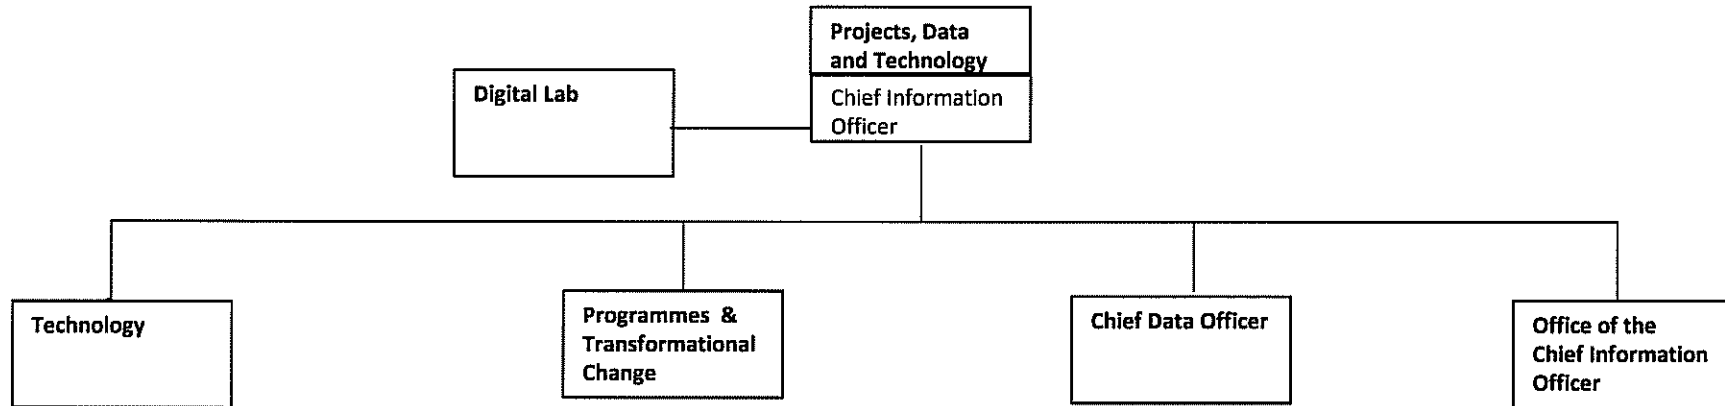 Projects, Data
and Technology
Chief Information
Officer
Digital Lab
Technology
Programmes &
Transformational
Change
Chief Data Officer
Office of the
Chief Information
Officer